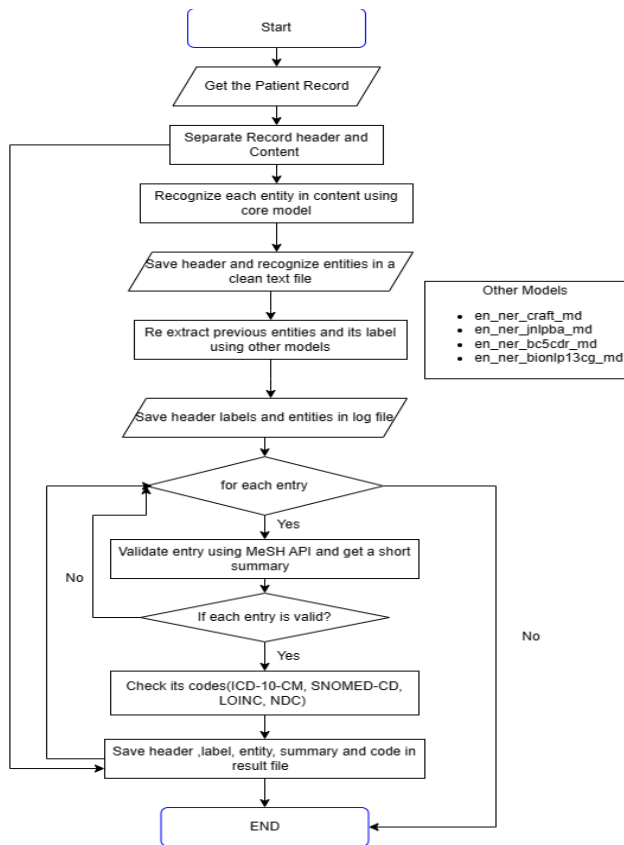 Start
Get the Patient Record
Separate Record header and
Content
Recognize each entity in content using
core model
Save header and recognize entities in a
clean text file
Other Models
en_ner_craft_md
en_ner_jnlpba_md
en_ner_bc5cdr_md
en_ner_bionlp13cg_md
Re extract previous entities and its label
using other models
Save header labels and entities in log file
for each entry
Yes
Validate entry using MeSH API and get a short
summary
No
If each entry is valid?
No
Yes
Check its codes(ICD-10-CM, SNOMED-CD,
LOINC, NDC)
Save header ,label, entity, summary and code in
result file
END